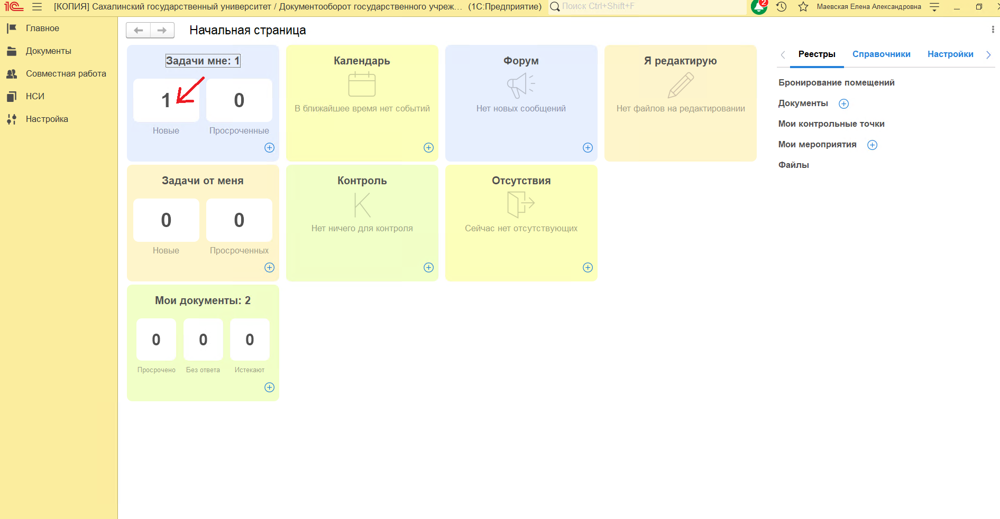 1С [КОПИЯ] Сахалинский государственный университет / Документооборот государственного учреж... (1С:Предприятие) Поиск Ctrl+Shift+F 2 Маевская Елена Александровна
Главное
Документы
Совместная работа
НСИ
Настройка
Начальная страница
Задачи мне: 1
1 0
Новые Просроченные
Календарь
В ближайшее время нет событий
Форум
Нет новых сообщений
Я редактирую
Нет файлов на редактировании
Задачи от меня
0 0
Новые Просроченных
Контроль
Нет ничего для контроля
Отсутствия
Сейчас нет отсутствующих
Мои документы: 2
0 0 0
Просрочено Без ответа Истекают
Реестры Справочники Настройки
Бронирование помещений
Документы
Мои контрольные точки
Мои мероприятия
Файлы